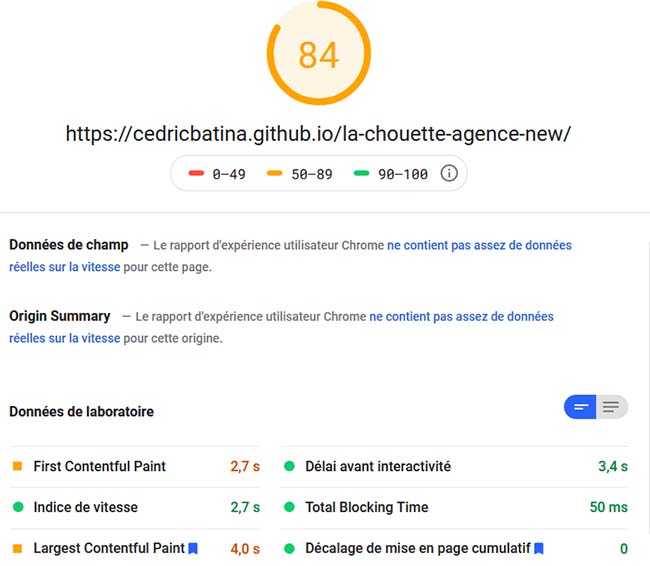 84
https://cedricbatina.github.io/la-chouette-agence-new/
0–49 50–89 90–100
Données de champ — Le rapport d'expérience utilisateur Chrome ne contient pas assez de données
réelles sur la vitesse pour cette page.
Origin Summary — Le rapport d'expérience utilisateur Chrome ne contient pas assez de données
réelles sur la vitesse pour cette origine.
Données de laboratoire
First Contentful Paint 2,7 s
Délai avant interactivité 3,4 s
Indice de vitesse 2,7 s
Total Blocking Time 50 ms
Largest Contentful Paint 4,0 s
Décalage de mise en page cumulatif 0